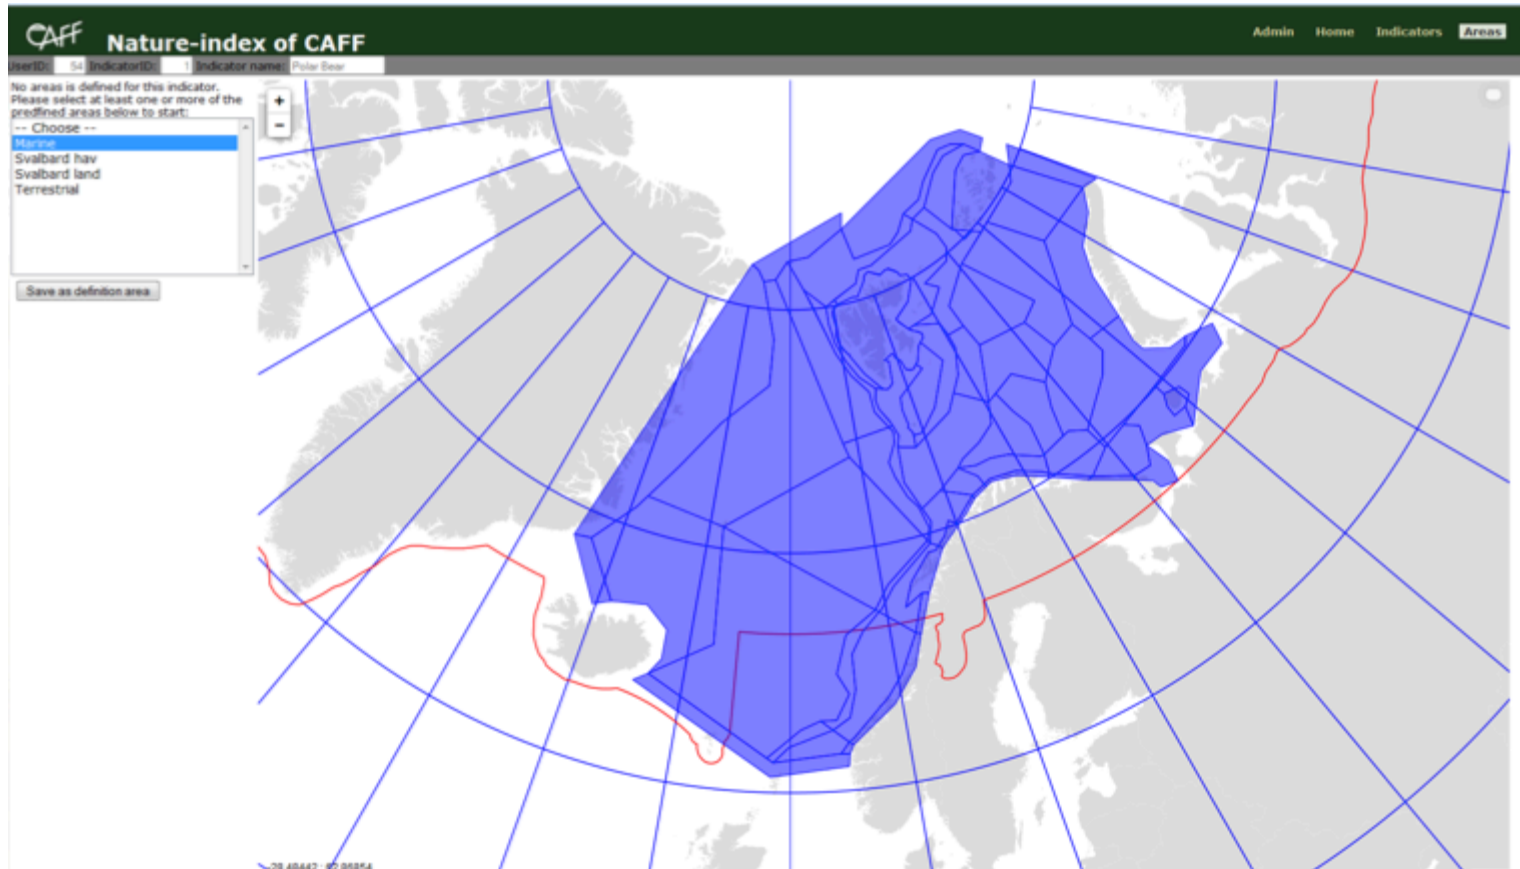 CAFF
Nature-index of CAFF
Admin Home Indicators Areas
UserID: 54 IndicatorID: 1 Indicator name: Polar Bear
No areas is defined for this indicator.
Please select at least one or more of the
predfined areas below to start:
-- Choose --
Marine
Svalbard hav
Svalbard land
Terrestrial
Save as definition area
+
−